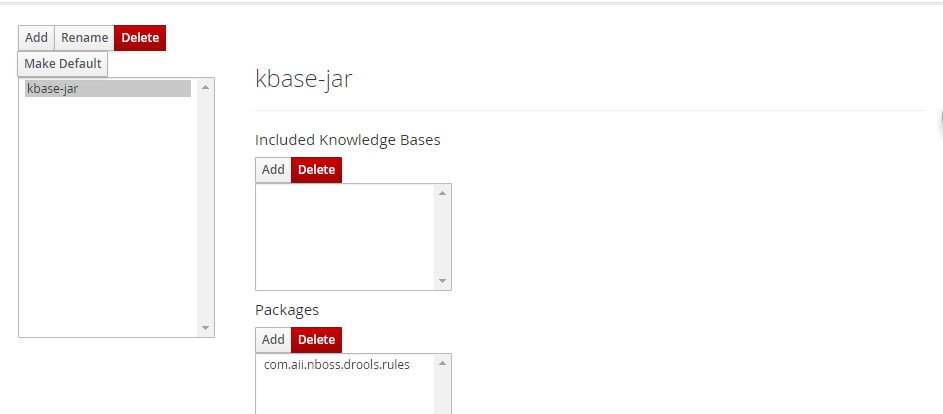 Add Rename Delete
Make Default
kbase-jar
kbase-jar
Included Knowledge Bases
Add Delete
Packages
Add Delete
com.aii.nboss.drools.rules